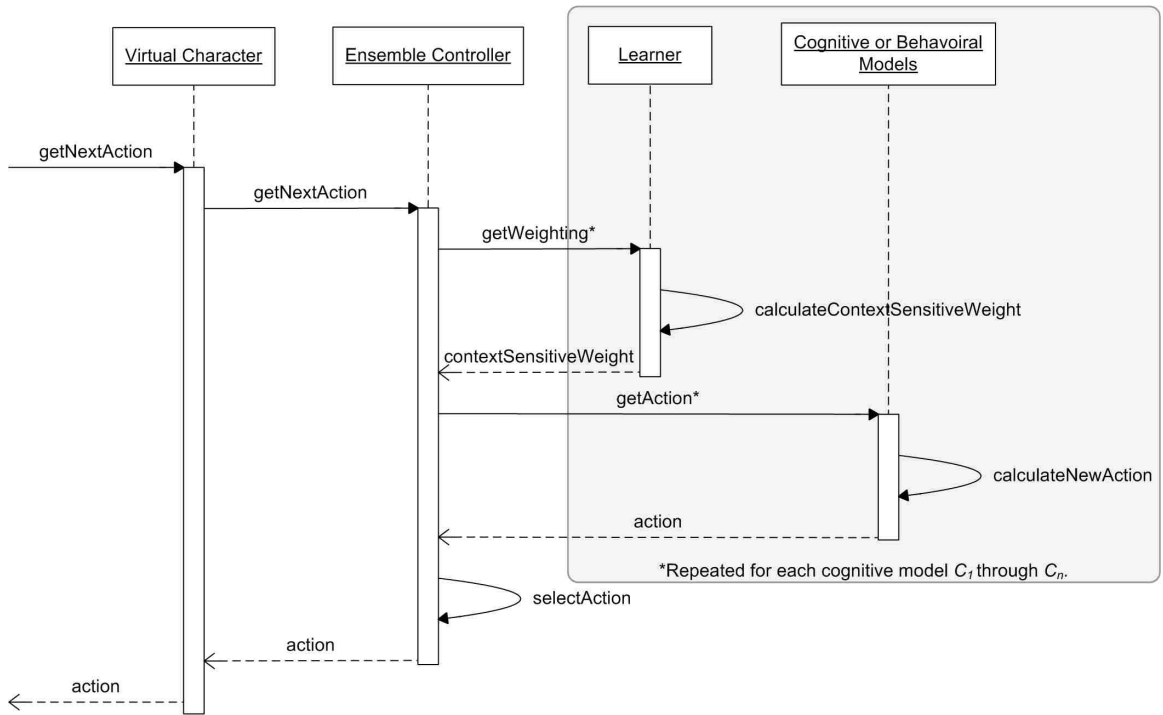 Virtual Character
Ensemble Controller
Learner
Cognitive or Behavoiral
Models
getNextAction
getNextAction
getWeighting*
calculateContextSensitiveWeight
contextSensitiveWeight
getAction*
calculateNewAction
action
*Repeated for each cognitive model C1 through Cn.
selectAction
action
action